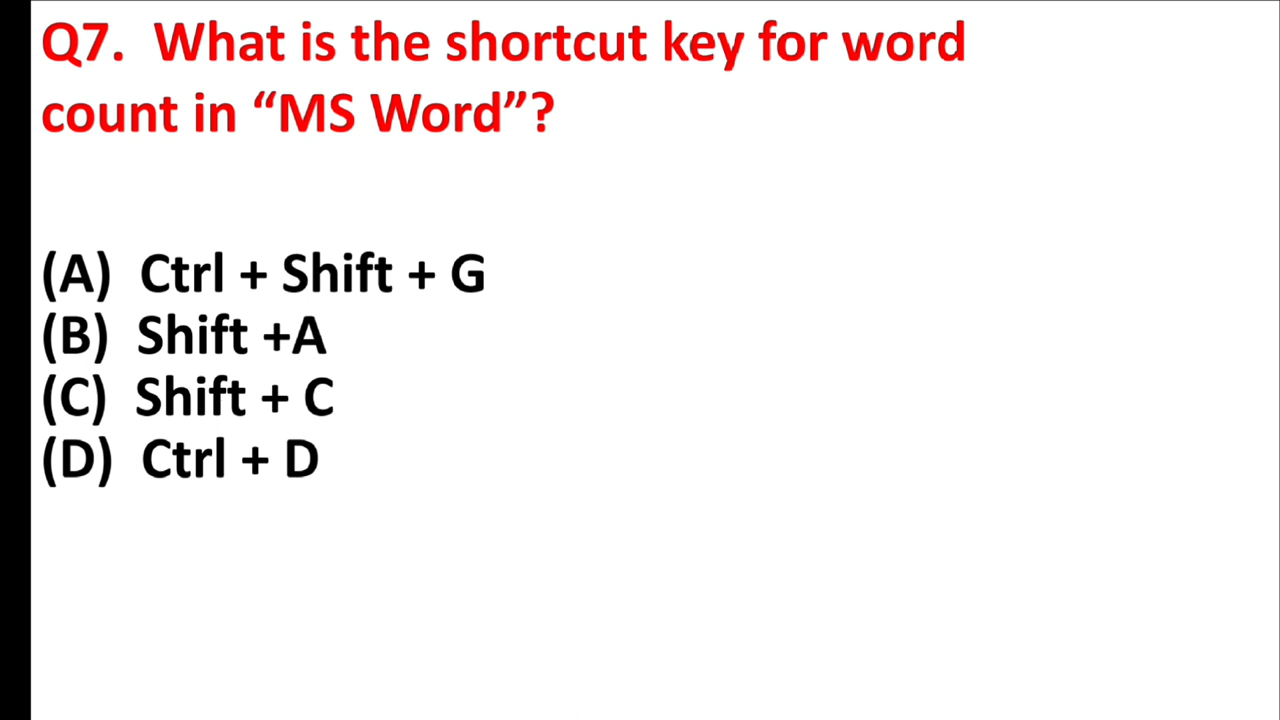 Q7. What is the shortcut key for word
count in “MS Word”?
(A) Ctrl + Shift + G
(B) Shift +A
(C) Shift + C
(D) Ctrl + D